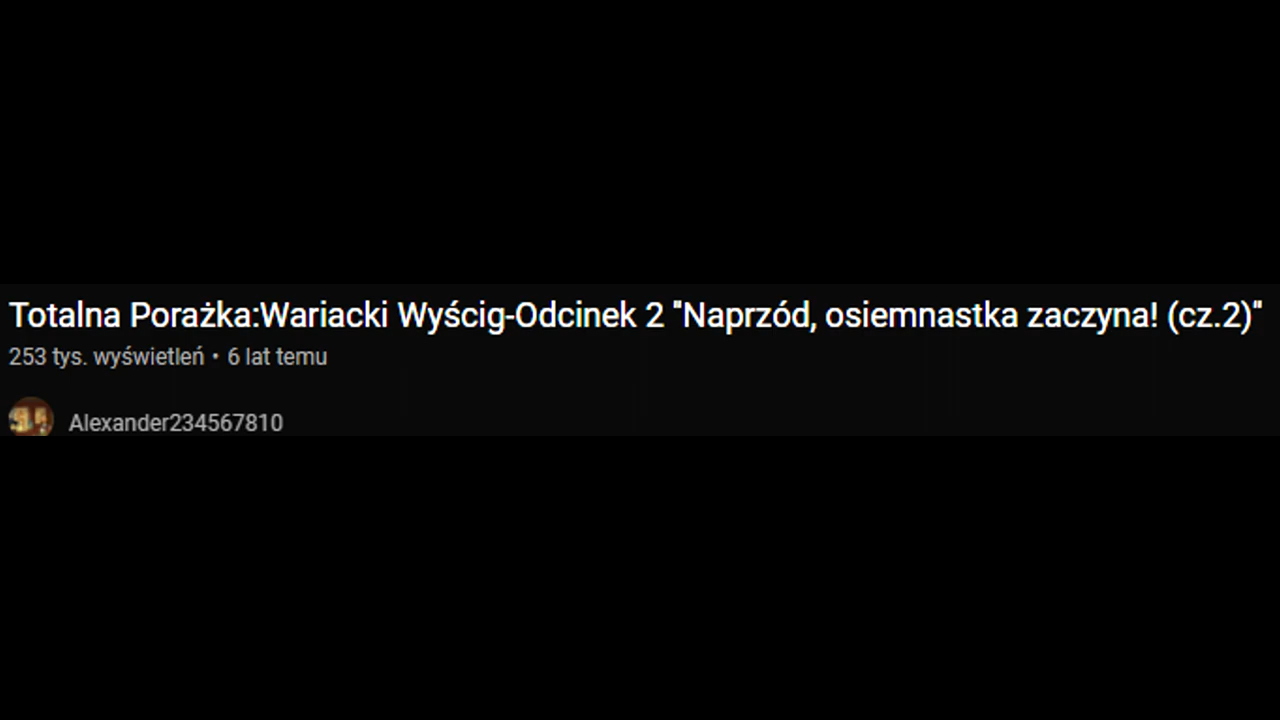 Totalna Porażka:Wariacki Wyścig-Odcinek 2 "Naprzód, osiemnastka zaczyna! (cz.2)"
253 tys. wyświetleń • 6 lat temu
Alexander234567810